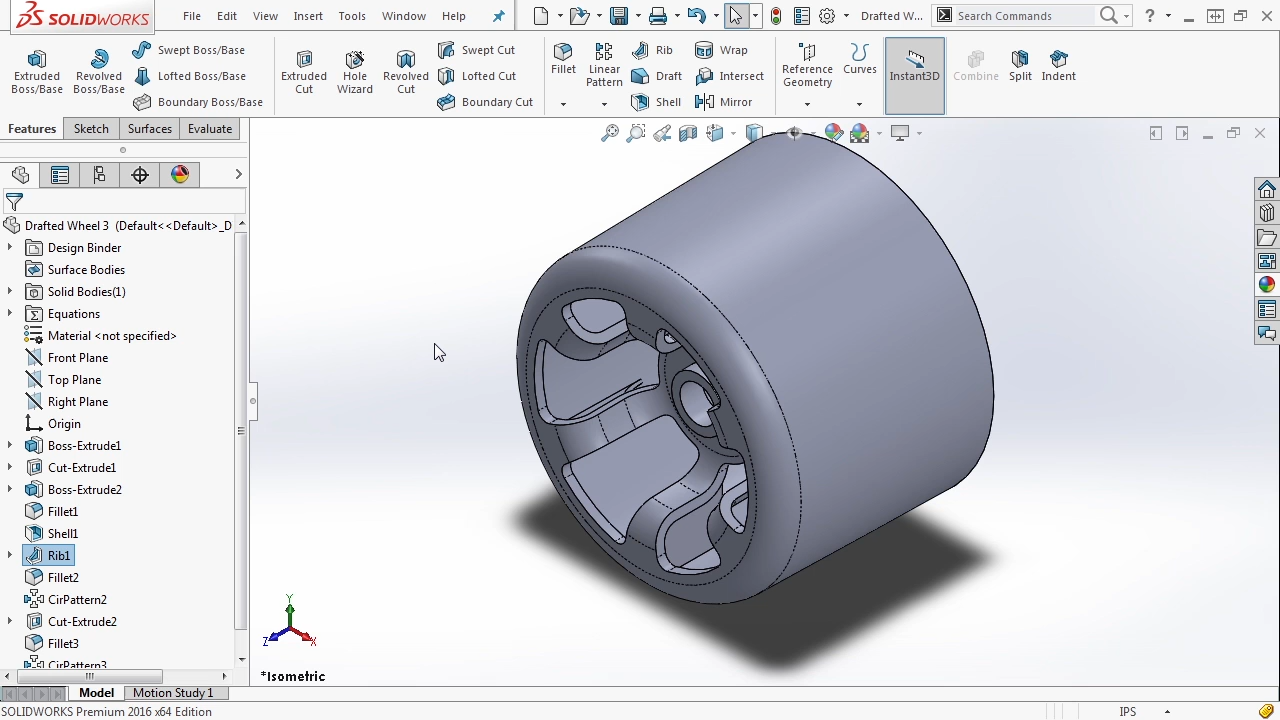 SOLIDWORKS File Edit View Insert Tools Window Help Drafted W... Search Commands ?
Extruded Boss/Base
Revolved Boss/Base
Swept Boss/Base
Lofted Boss/Base
Boundary Boss/Base
Extruded Cut
Hole Wizard
Revolved Cut
Swept Cut
Lofted Cut
Boundary Cut
Fillet
Linear Pattern
Rib
Draft
Shell
Wrap
Intersect
Mirror
Reference Geometry
Curves
Instant3D
Combine
Split
Indent
Features Sketch Surfaces Evaluate
Drafted Wheel 3 (Default<<Default>_D
Design Binder
Surface Bodies
Solid Bodies(1)
Equations
Material <not specified>
Front Plane
Top Plane
Right Plane
Origin
Boss-Extrude1
Cut-Extrude1
Boss-Extrude2
Fillet1
Shell1
Rib1
Fillet2
CirPattern2
Cut-Extrude2
Fillet3
CirPattern3
Y
Z X
*Isometric
Model Motion Study 1
SOLIDWORKS Premium 2016 x64 Edition IPS